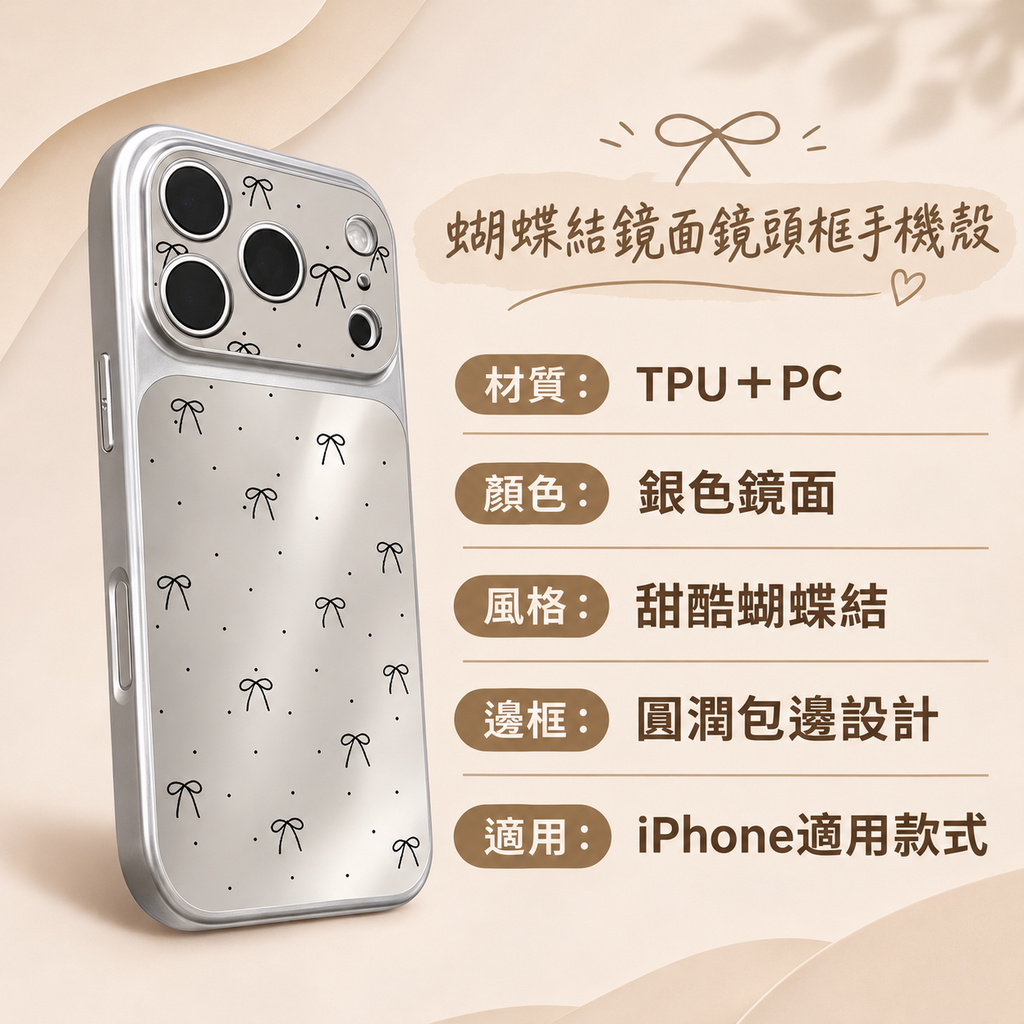 蝴蝶結鏡面鏡頭框手機殼
材質： TPU＋PC
顏色： 銀色鏡面
風格： 甜酷蝴蝶結
邊框： 圓潤包邊設計
適用： iPhone適用款式